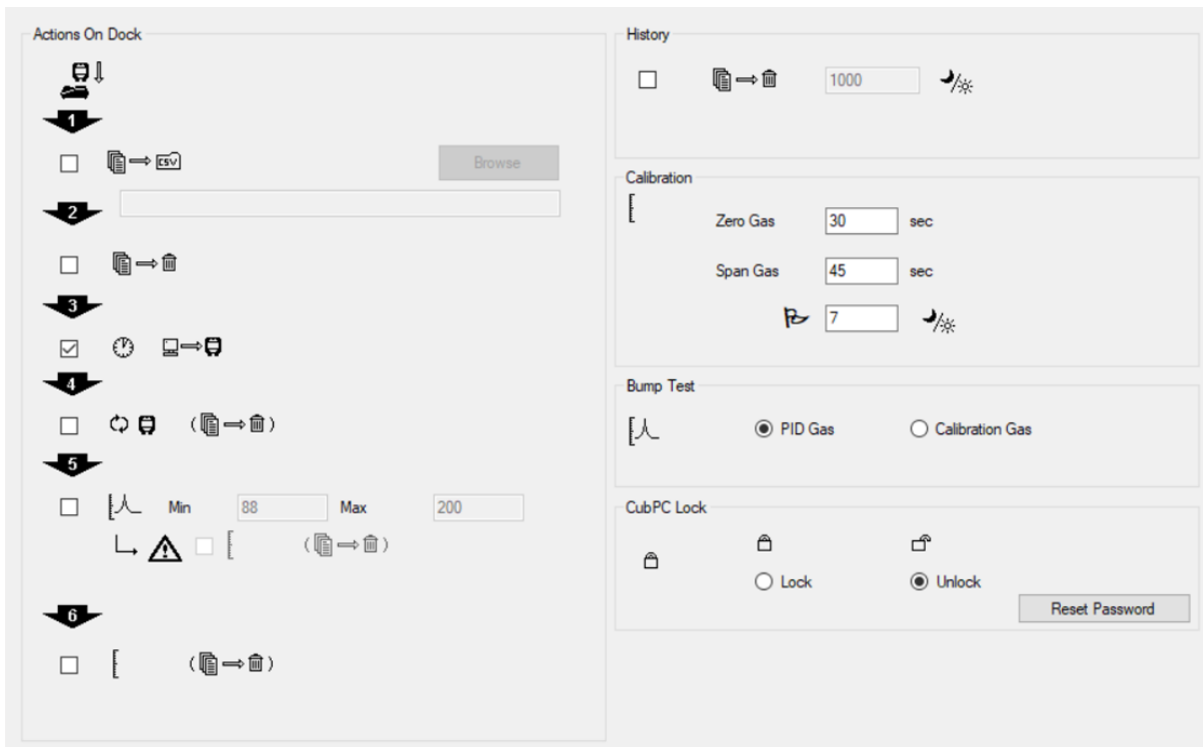 Actions On Dock
1
CSV
Browse
2
3
4
5
Min 88 Max 200
6
History
1000
Calibration
Zero Gas 30 sec
Span Gas 45 sec
7
Bump Test
PID Gas Calibration Gas
CubPC Lock
Lock Unlock
Reset Password